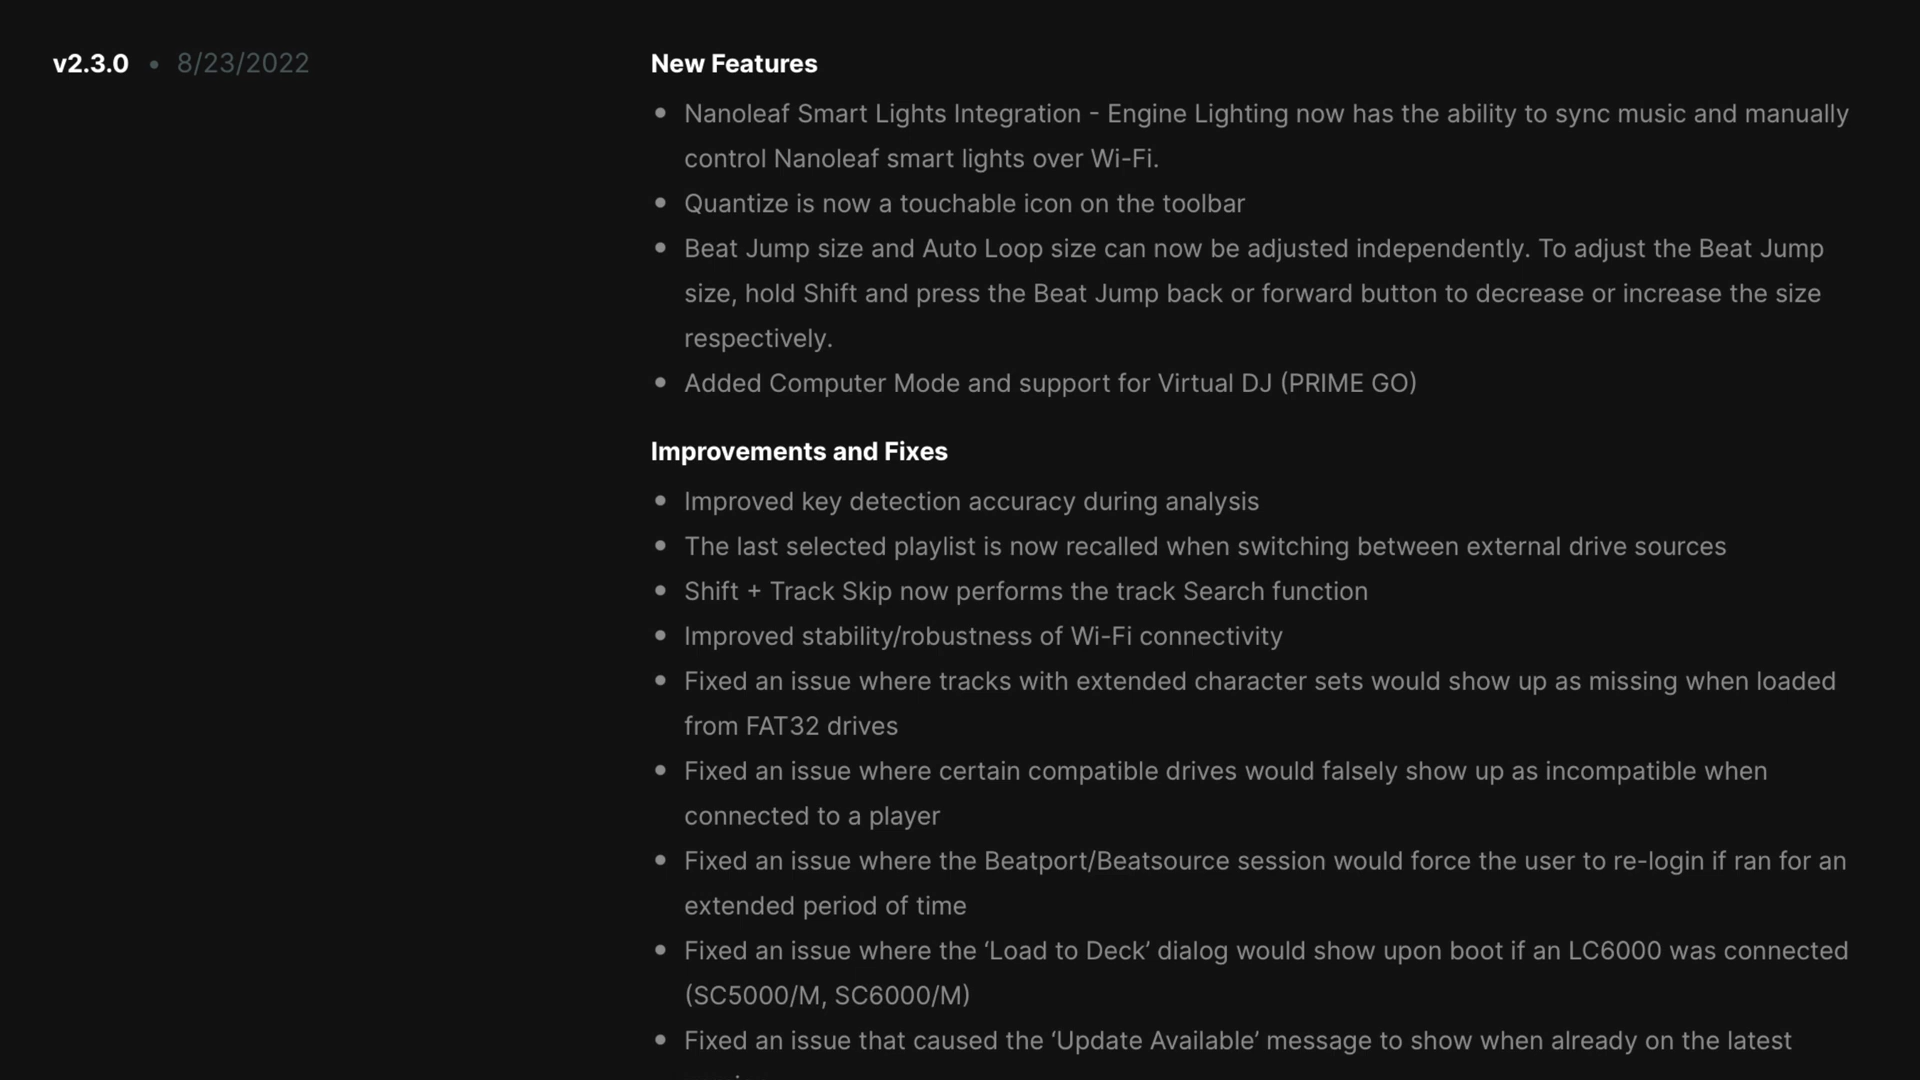 v2.3.0 • 8/23/2022
New Features
• Nanoleaf Smart Lights Integration - Engine Lighting now has the ability to sync music and manually
control Nanoleaf smart lights over Wi-Fi.
• Quantize is now a touchable icon on the toolbar
• Beat Jump size and Auto Loop size can now be adjusted independently. To adjust the Beat Jump
size, hold Shift and press the Beat Jump back or forward button to decrease or increase the size
respectively.
• Added Computer Mode and support for Virtual DJ (PRIME GO)
Improvements and Fixes
• Improved key detection accuracy during analysis
• The last selected playlist is now recalled when switching between external drive sources
• Shift + Track Skip now performs the track Search function
• Improved stability/robustness of Wi-Fi connectivity
• Fixed an issue where tracks with extended character sets would show up as missing when loaded
from FAT32 drives
• Fixed an issue where certain compatible drives would falsely show up as incompatible when
connected to a player
• Fixed an issue where the Beatport/Beatsource session would force the user to re-login if ran for an
extended period of time
• Fixed an issue where the ‘Load to Deck’ dialog would show upon boot if an LC6000 was connected
(SC5000/M, SC6000/M)
• Fixed an issue that caused the ‘Update Available’ message to show when already on the latest